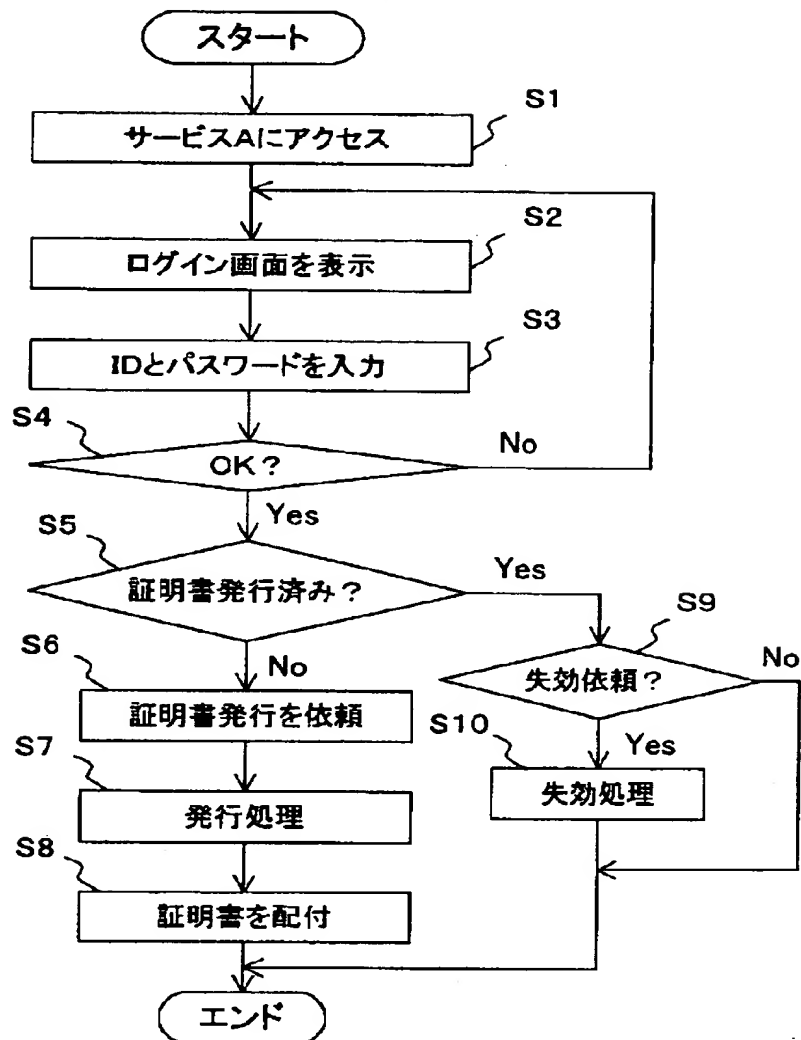 スタート
S1
サービスAにアクセス
S2
ログイン画面を表示
S3
IDとパスワードを入力
S4
OK?
No
Yes
S5
証明書発行済み?
Yes
S9
S6
No
失効依頼?
No
証明書発行を依頼
S10
Yes
S7
失効処理
発行処理
S8
証明書を配付
エンド